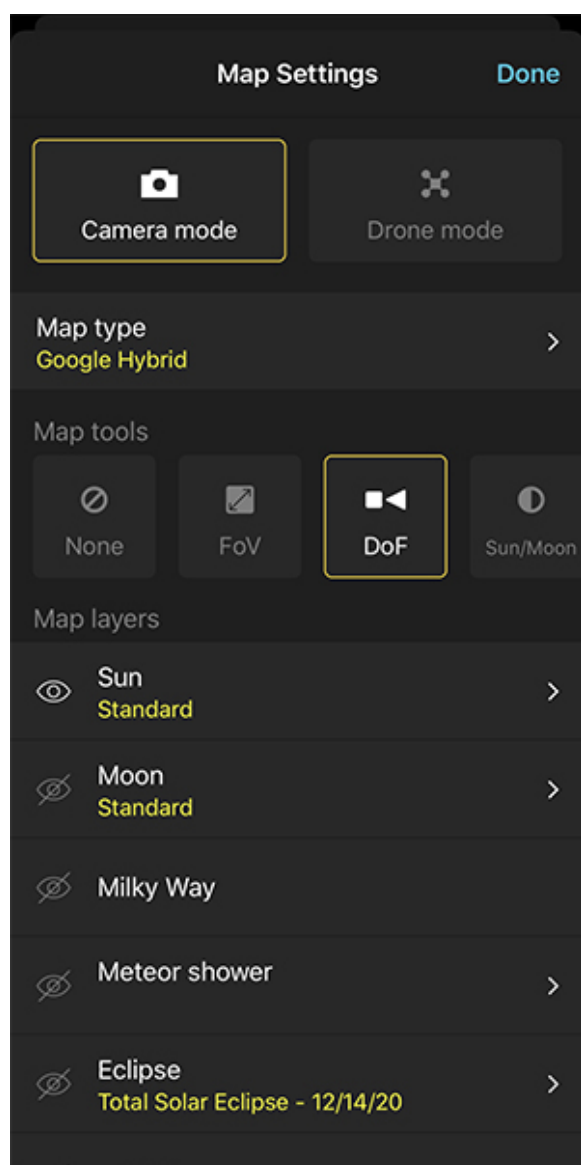 Map Settings
Done
Camera mode
Drone mode
Map type
Google Hybrid
Map tools
None
FoV
DoF
Sun/Moon
Map layers
Sun
Standard
Moon
Standard
Milky Way
Meteor shower
Eclipse
Total Solar Eclipse - 12/14/20